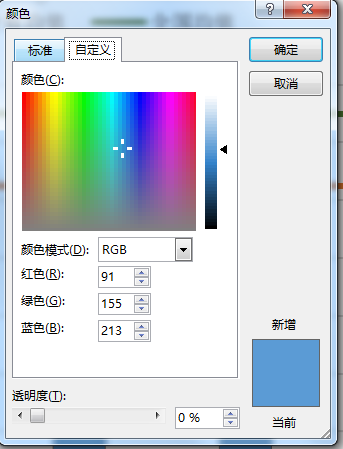 颜色
标准 自定义
确定
取消
颜色(C):
颜色模式(D): RGB
红色(R): 91
绿色(G): 155
蓝色(B): 213
新增
当前
透明度(T):
0 %